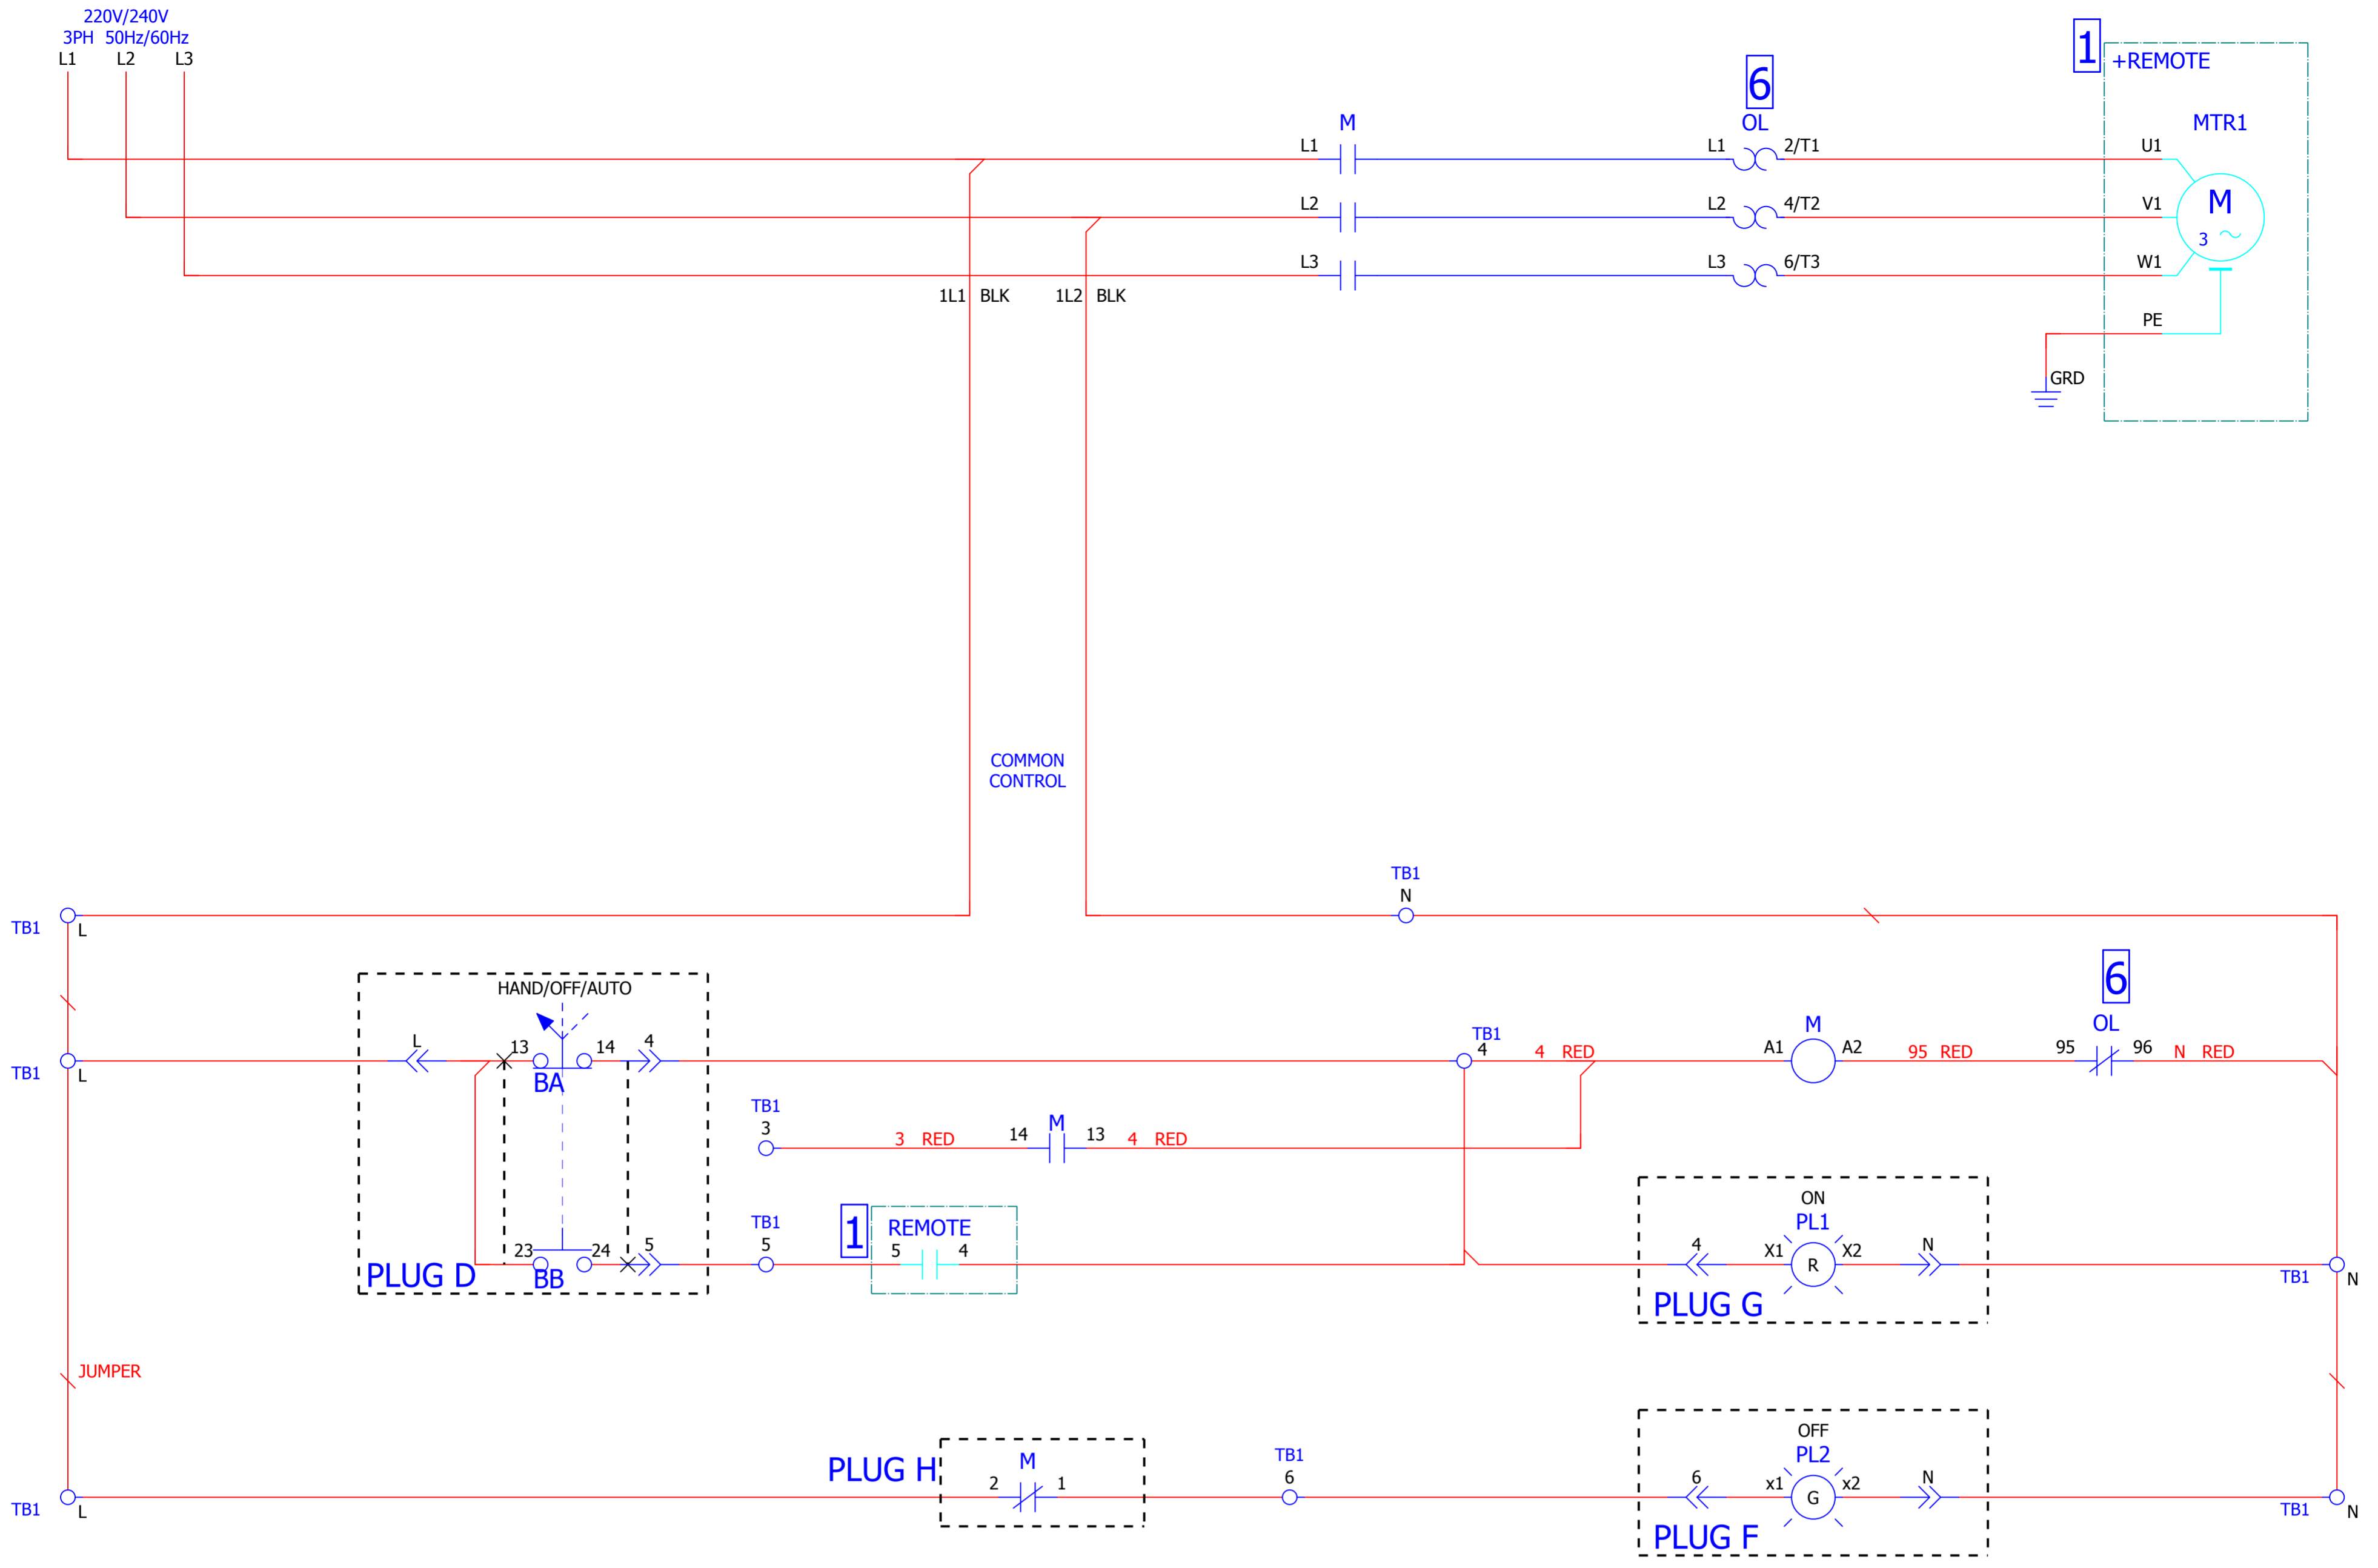 220V/240V
3PH 50Hz/60Hz
L1 L2 L3
1
+REMOTE
6
M
OL
MTR1
L1 L1 2/T1 U1
L2 L2 4/T2 V1
M
3
L3 L3 6/T3 W1
1L1 BLK 1L2 BLK
PE
GRD
COMMON
CONTROL
TB1
N
TB1 L
6
HAND/OFF/AUTO
M
OL
L 13 14 4
TB1
4
4 RED
A1 A2
95 RED
95 96
N RED
TB1 L
BA
TB1
3
3 RED
14 M 13
4 RED
ON
PL1
TB1
5
1
REMOTE
5 4
23 24 5
4 X1 R X2 N
PLUG D
BB
TB1 N
PLUG G
JUMPER
OFF
PL2
PLUG H
M
2 1
TB1
6
6 x1 G x2 N
TB1 L
TB1 N
PLUG F